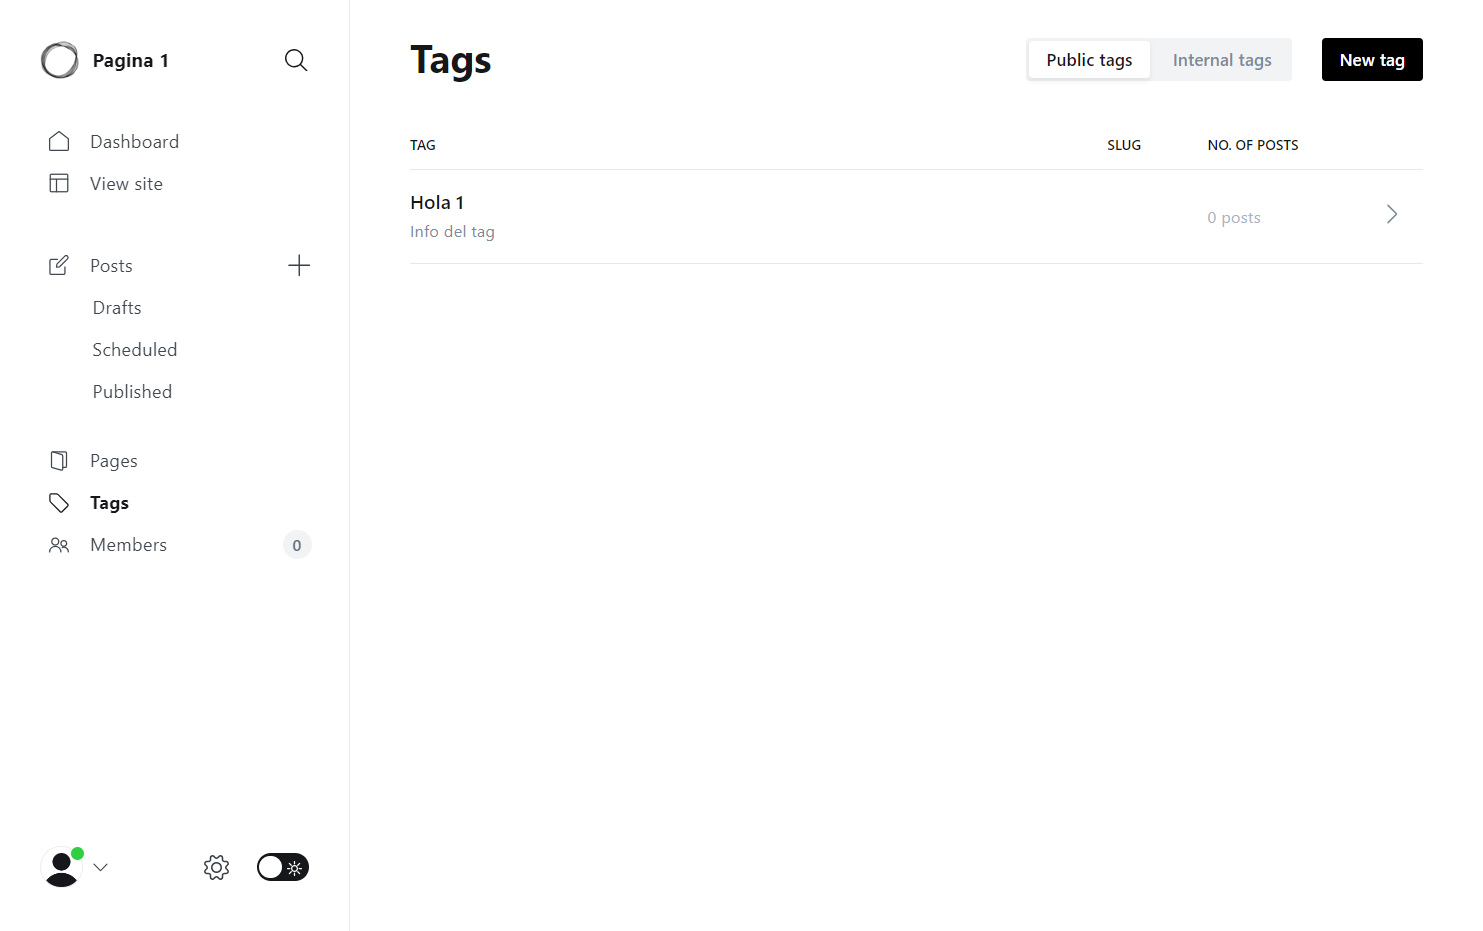 Pagina 1
Dashboard
View site
Posts
Drafts
Scheduled
Published
Pages
Tags
Members 0
Tags
Public tags Internal tags New tag
TAG SLUG NO. OF POSTS
Hola 1
Info del tag
0 posts